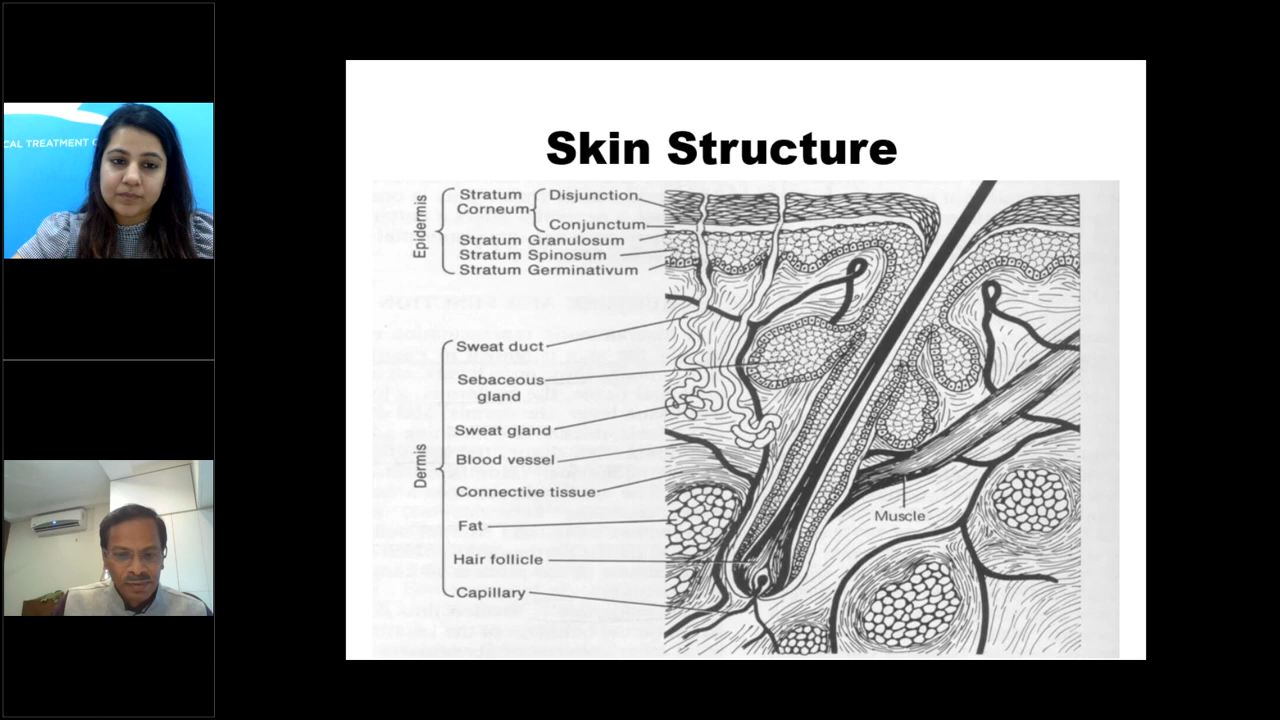 CAL TREATMENT
Skin Structure
Epidermis
Stratum
Corneum
Disjunction
Conjunctum
Stratum Granulosum
Stratum Spinosum
Stratum Germinativum
Dermis
Sweat duct
Sebaceous
gland
Sweat gland
Blood vessel
Connective tissue
Fat
Hair follicle
Capillary
Muscle